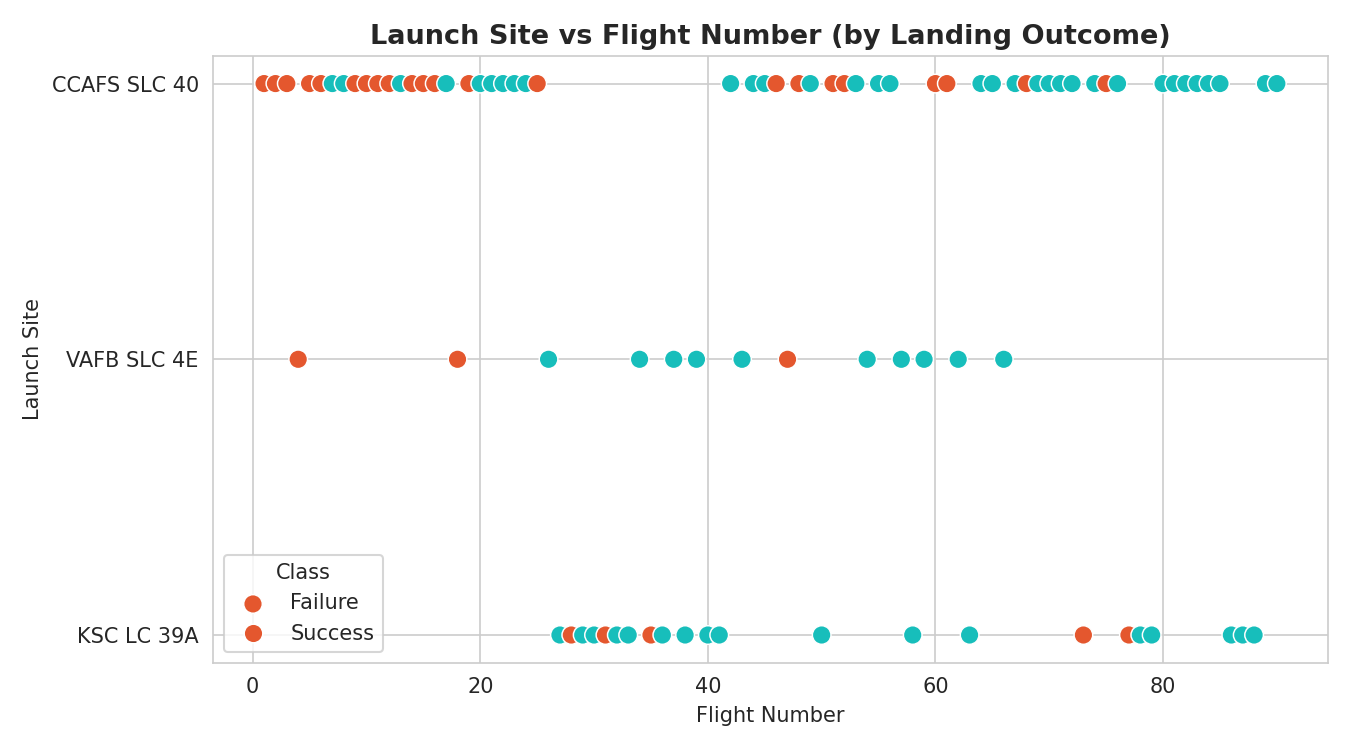 Launch Site vs Flight Number (by Landing Outcome)
Launch Site
CCAFS SLC 40
VAFB SLC 4E
KSC LC 39A
Class
Failure
Success
0 20 40 60 80
Flight Number